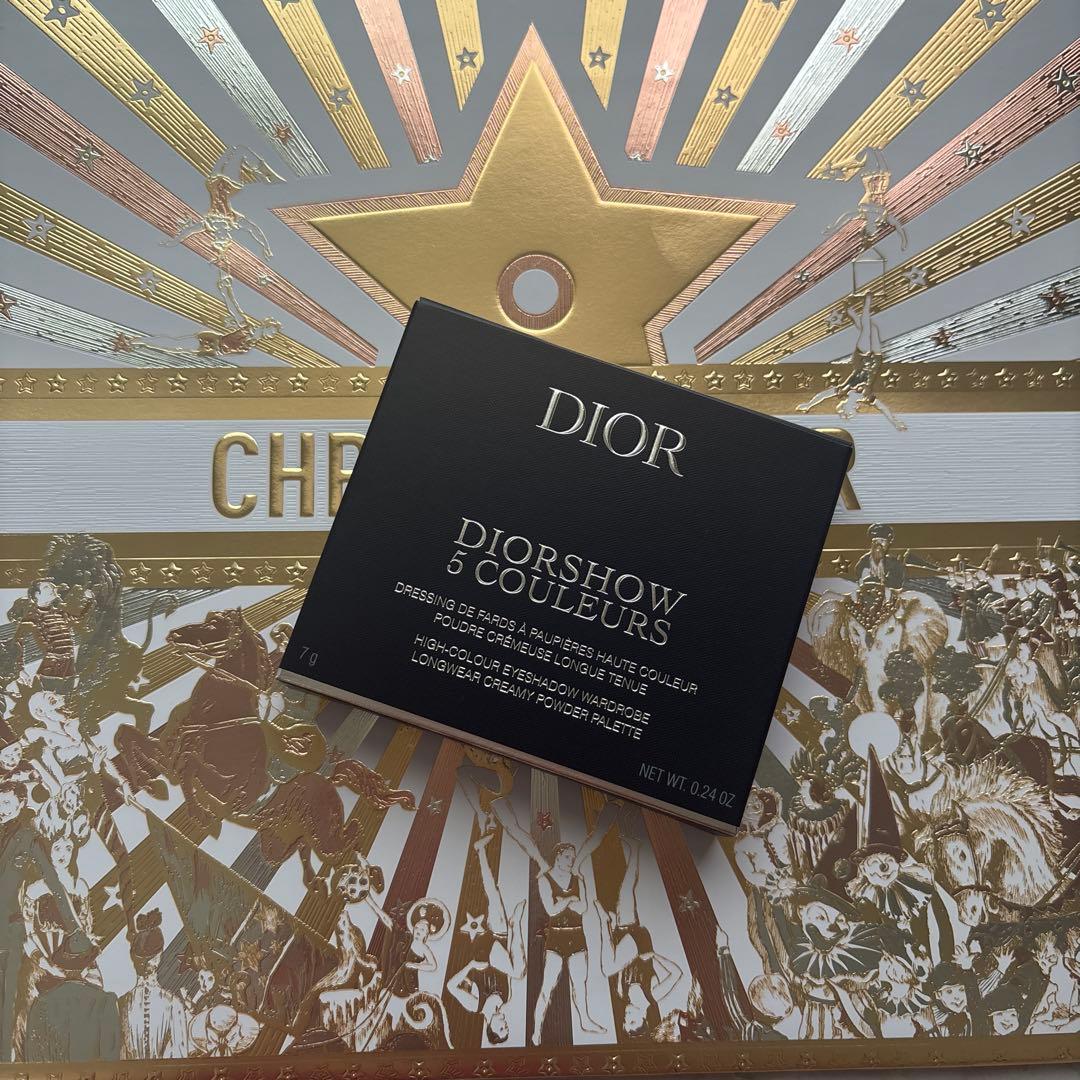 CHR R
DIOR
DIORSHOW
5 COULEURS
DRESSING DE FARDS À PAUPIÈRES HAUTE COULEUR
POUDRE CRÉMEUSE LONGUE TENUE
HIGH-COLOUR EYESHADOW WARDROBE
LONGWEAR CREAMY POWDER PALETTE
7 g
NET WT. 0.24 OZ